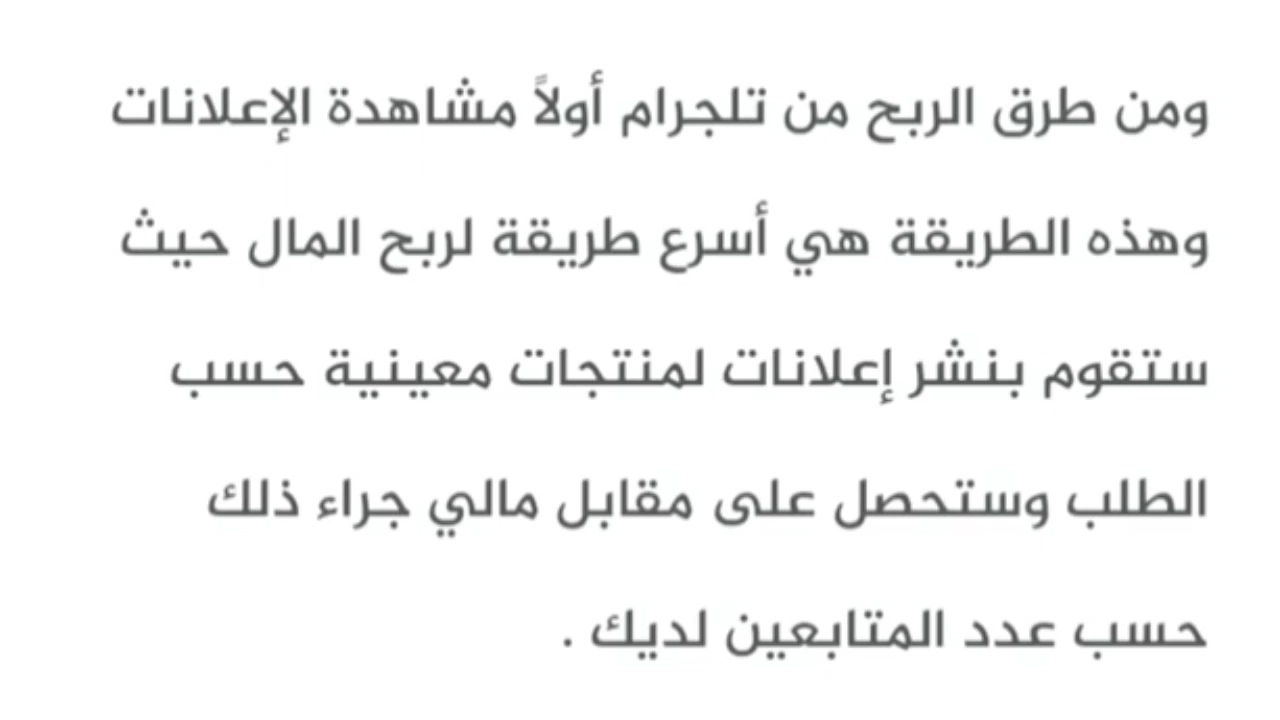 ومن طرق الربح من تلجرام أولاً مشاهدة الإعلانات
وهذه الطريقة هي أسرع طريقة لربح المال حيث
ستقوم بنشر إعلانات لمنتجات معينية حسب
الطلب وستحصل على مقابل مالي جراء ذلك
حسب عدد المتابعين لديك .